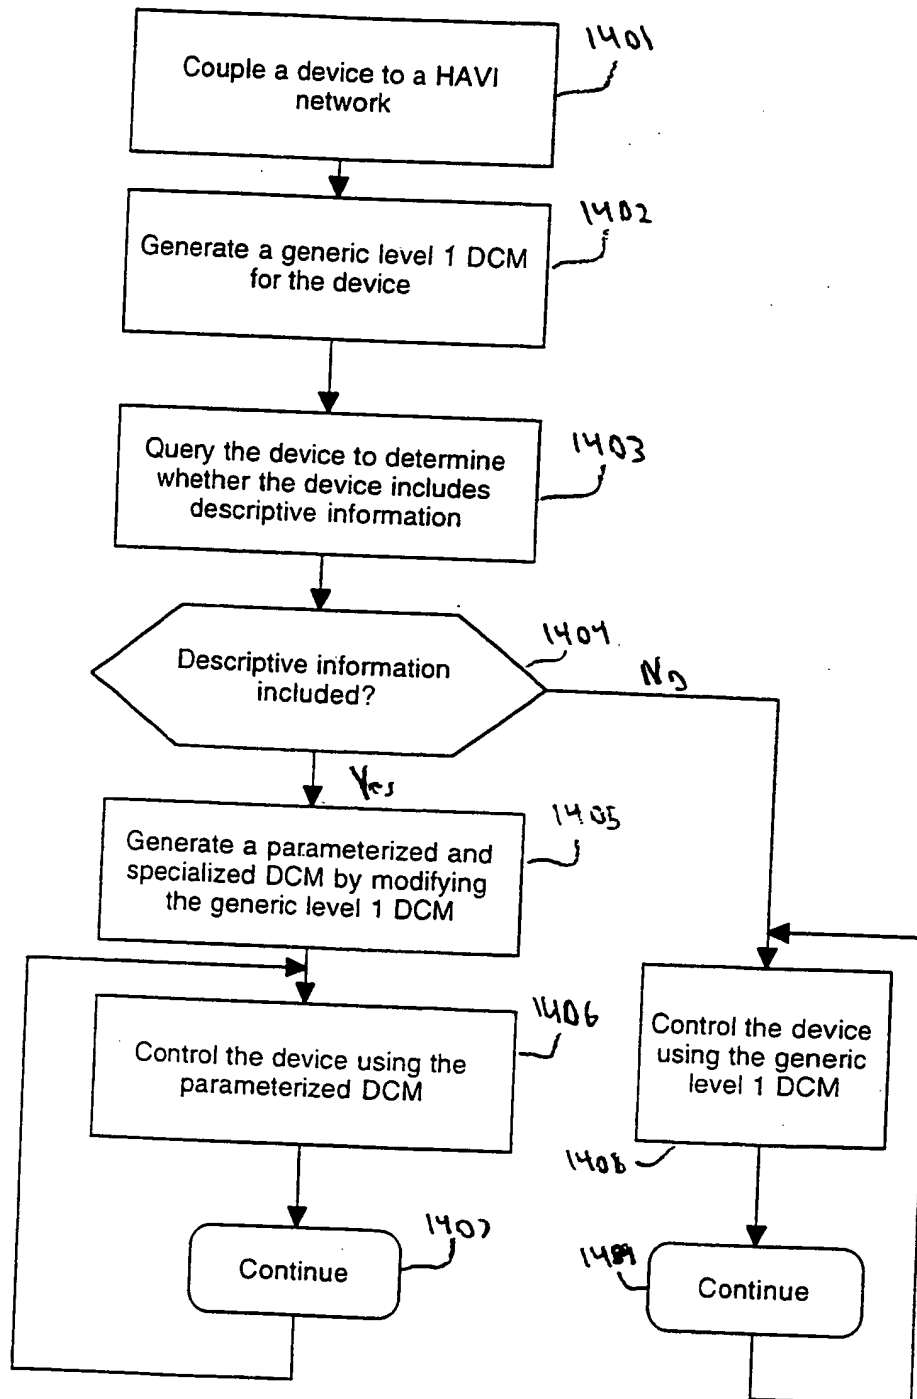 1401
Couple a device to a HAVI
network
1402
Generate a generic level 1 DCM
for the device
1403
Query the device to determine
whether the device includes
descriptive information
1404
Descriptive information
included?
No
Yes
1405
Generate a parameterized and
specialized DCM by modifying
the generic level 1 DCM
1406
Control the device using the
parameterized DCM
Control the device
using the generic
level 1 DCM
1408
1407
Continue
Continue